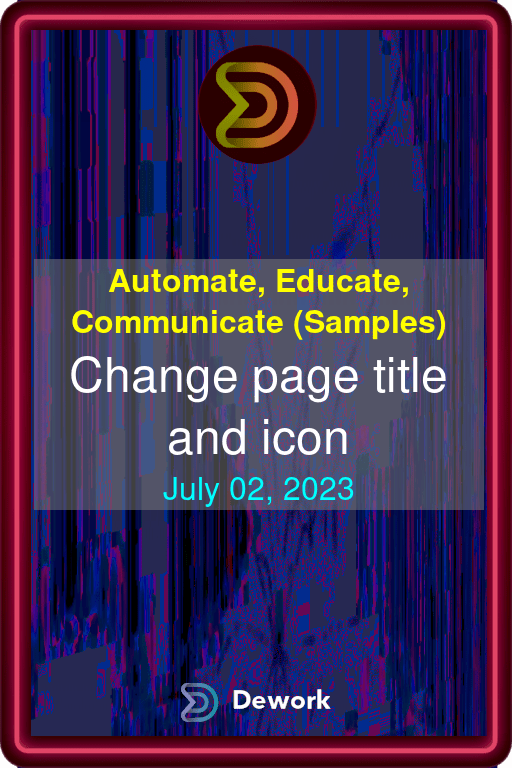 Automate, Educate,
Communicate (Samples)
Change page title
and icon
July 02, 2023
Dework